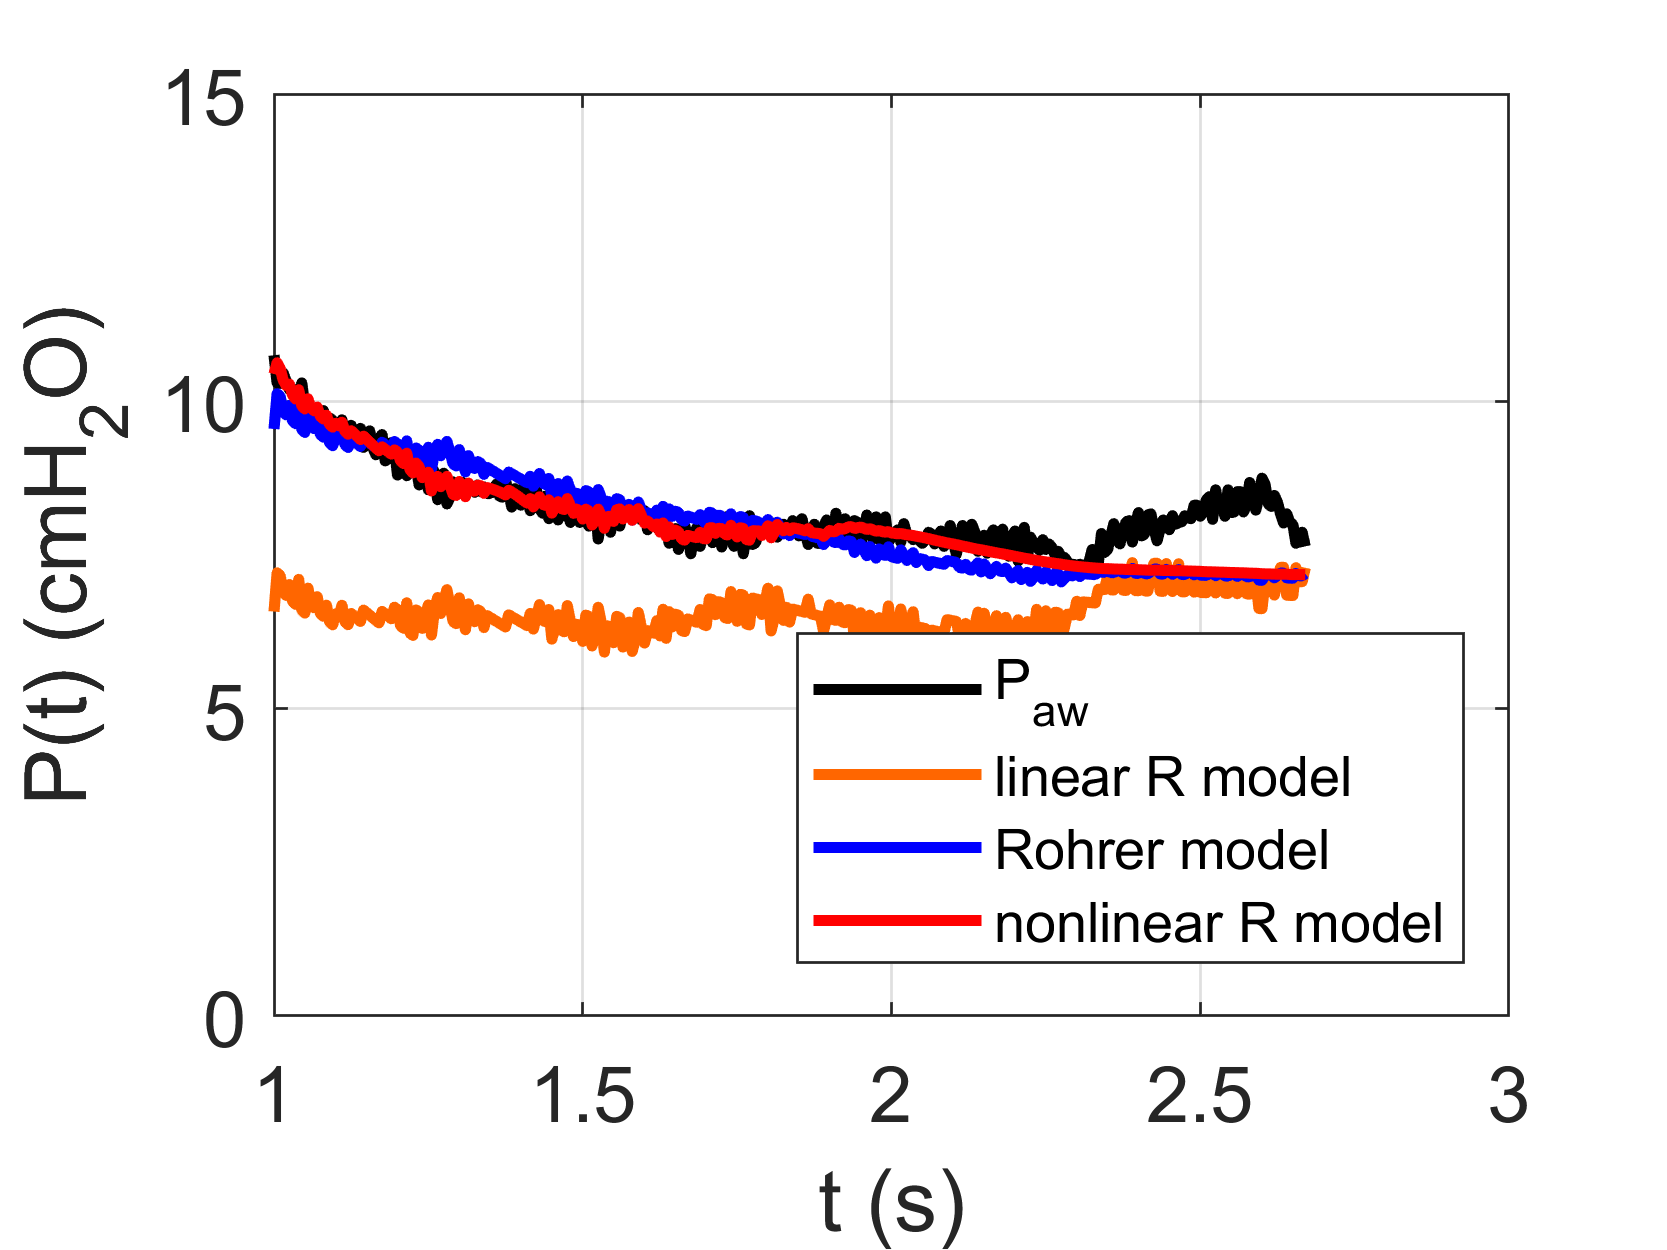 P(t) (cmH2O)
15
10
5
0
Paw
linear R model
Rohrer model
nonlinear R model
1 1.5 2 2.5 3
t (s)